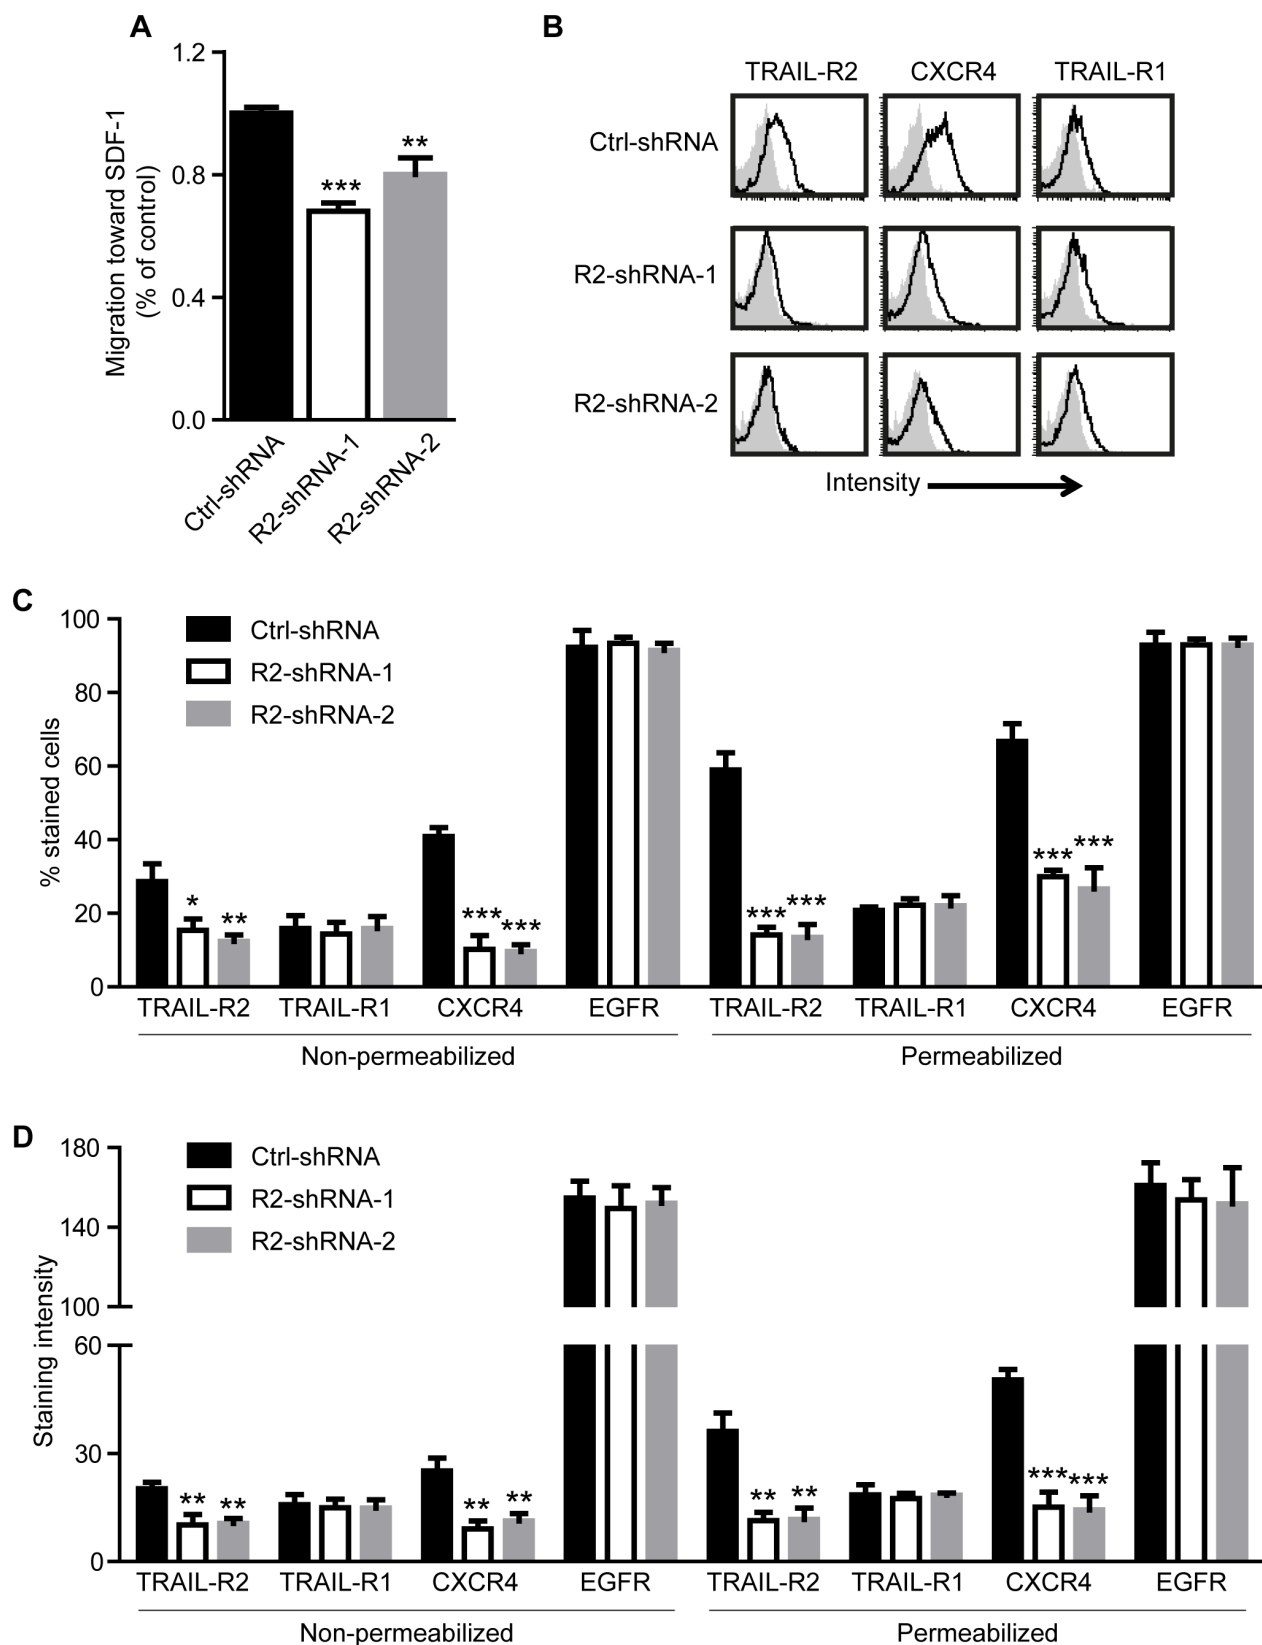 A
Migration toward SDF-1
(% of control)
1.2
0.8
0.4
0.0
***
**
Ctrl-shRNA
R2-shRNA-1
R2-shRNA-2
B
TRAIL-R2 CXCR4 TRAIL-R1
Ctrl-shRNA
R2-shRNA-1
R2-shRNA-2
Intensity
C
% stained cells
100
80
60
40
20
0
Ctrl-shRNA
R2-shRNA-1
R2-shRNA-2
* ** *** *** *** *** *** ***
TRAIL-R2 TRAIL-R1 CXCR4 EGFR TRAIL-R2 TRAIL-R1 CXCR4 EGFR
Non-permeabilized Permeabilized
D
Staining intensity
180
140
100
60
30
0
Ctrl-shRNA
R2-shRNA-1
R2-shRNA-2
** ** ** ** ** ** *** ***
TRAIL-R2 TRAIL-R1 CXCR4 EGFR TRAIL-R2 TRAIL-R1 CXCR4 EGFR
Non-permeabilized Permeabilized